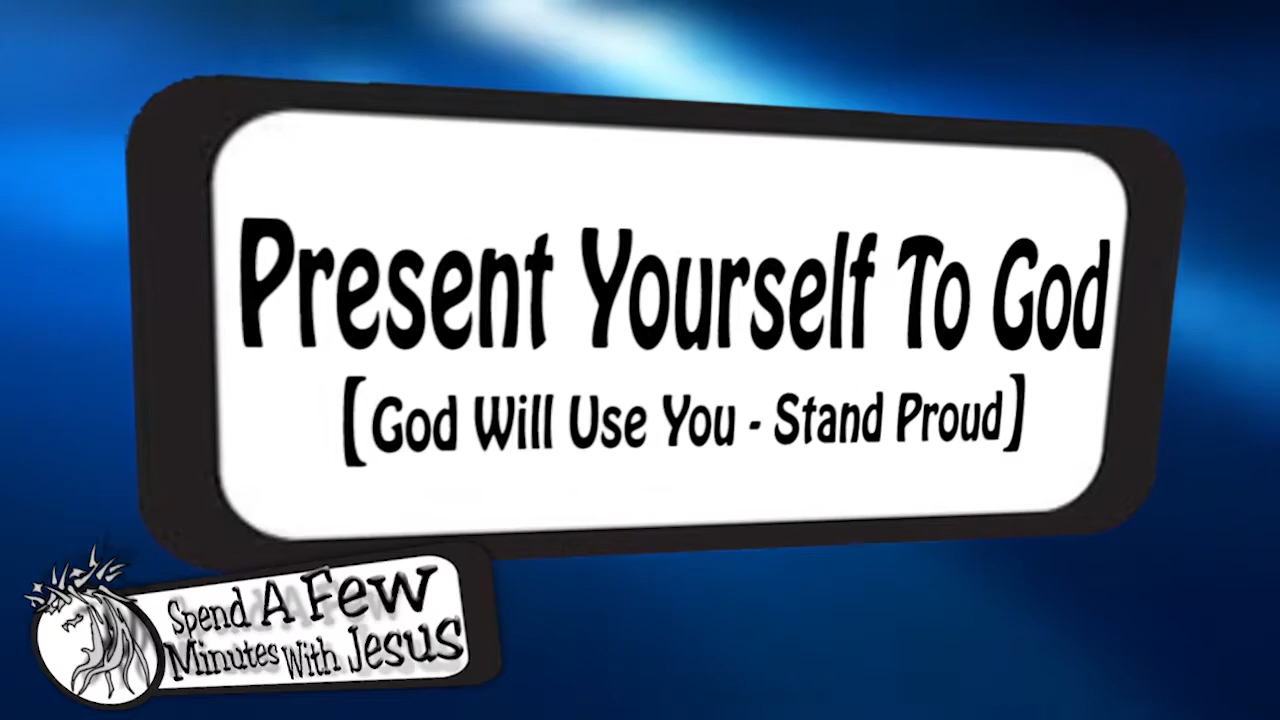 Present Yourself To God
[God Will Use You - Stand Proud]
Spend A Few
Minutes With Jesus